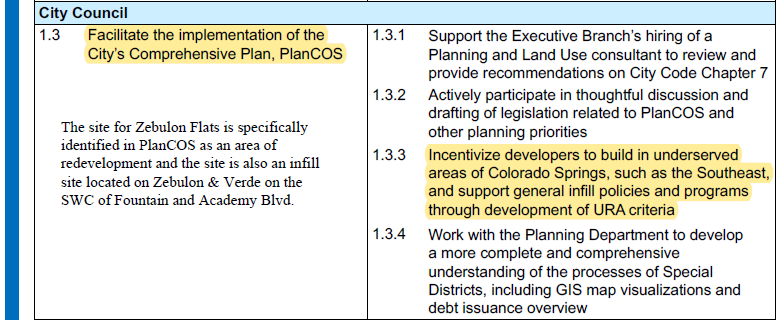 City Council
1.3 Facilitate the implementation of the
City's Comprehensive Plan, PlanCOS
The site for Zebulon Flats is specifically
identified in PlanCOS as an area of
redevelopment and the site is also an infill
site located on Zebulon & Verde on the
SWC of Fountain and Academy Blvd.
1.3.1 Support the Executive Branch's hiring of a
Planning and Land Use consultant to review and
provide recommendations on City Code Chapter 7
1.3.2 Actively participate in thoughtful discussion and
drafting of legislation related to PlanCOS and
other planning priorities
1.3.3 Incentivize developers to build in underserved
areas of Colorado Springs, such as the Southeast,
and support general infill policies and programs
through development of URA criteria
1.3.4 Work with the Planning Department to develop
a more complete and comprehensive
understanding of the processes of Special
Districts, including GIS map visualizations and
debt issuance overview